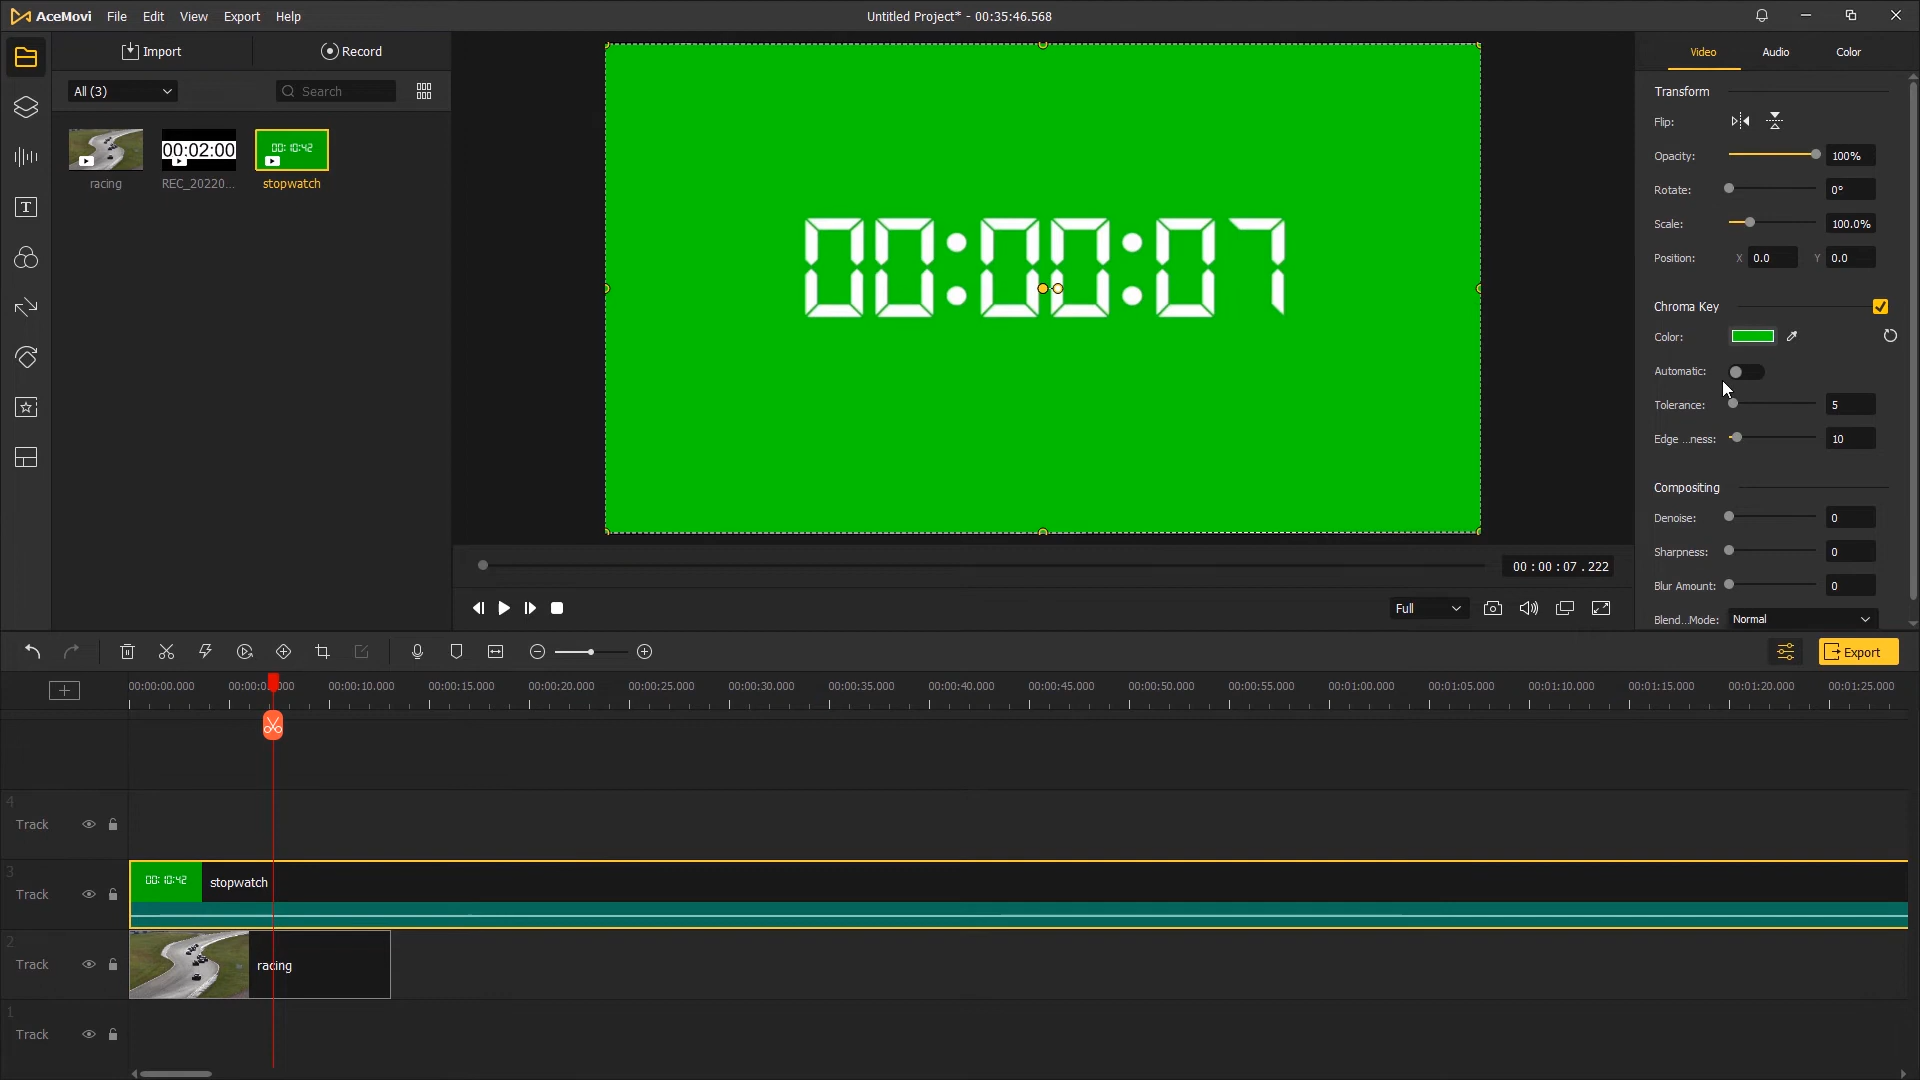 AceMovi File Edit View Export Help Untitled Project* - 00:35:46.568
Import Record
All (3) Search
00:02:00 00:10:42
racing REC_20220... stopwatch
00:00:07
00 : 00 : 07 . 222
Full
Video Audio Color
Transform
Flip:
Opacity: 100%
Rotate: 0°
Scale: 100.0%
Position: X 0.0 Y 0.0
Chroma Key
Color:
Automatic:
Tolerance: 5
Edge ...ness: 10
Compositing
Denoise: 0
Sharpness: 0
Blur Amount: 0
Blend...Mode: Normal
Export
00:00:00.000 00:00:10.000 00:00:15.000 00:00:20.000 00:00:25.000 00:00:30.000 00:00:35.000 00:00:40.000 00:00:45.000 00:00:50.000 00:00:55.000 00:01:00.000 00:01:05.000 00:01:10.000 00:01:15.000 00:01:20.000 00:01:25.000
4
Track
3
Track 00:10:42 stopwatch
2
Track racing
1
Track